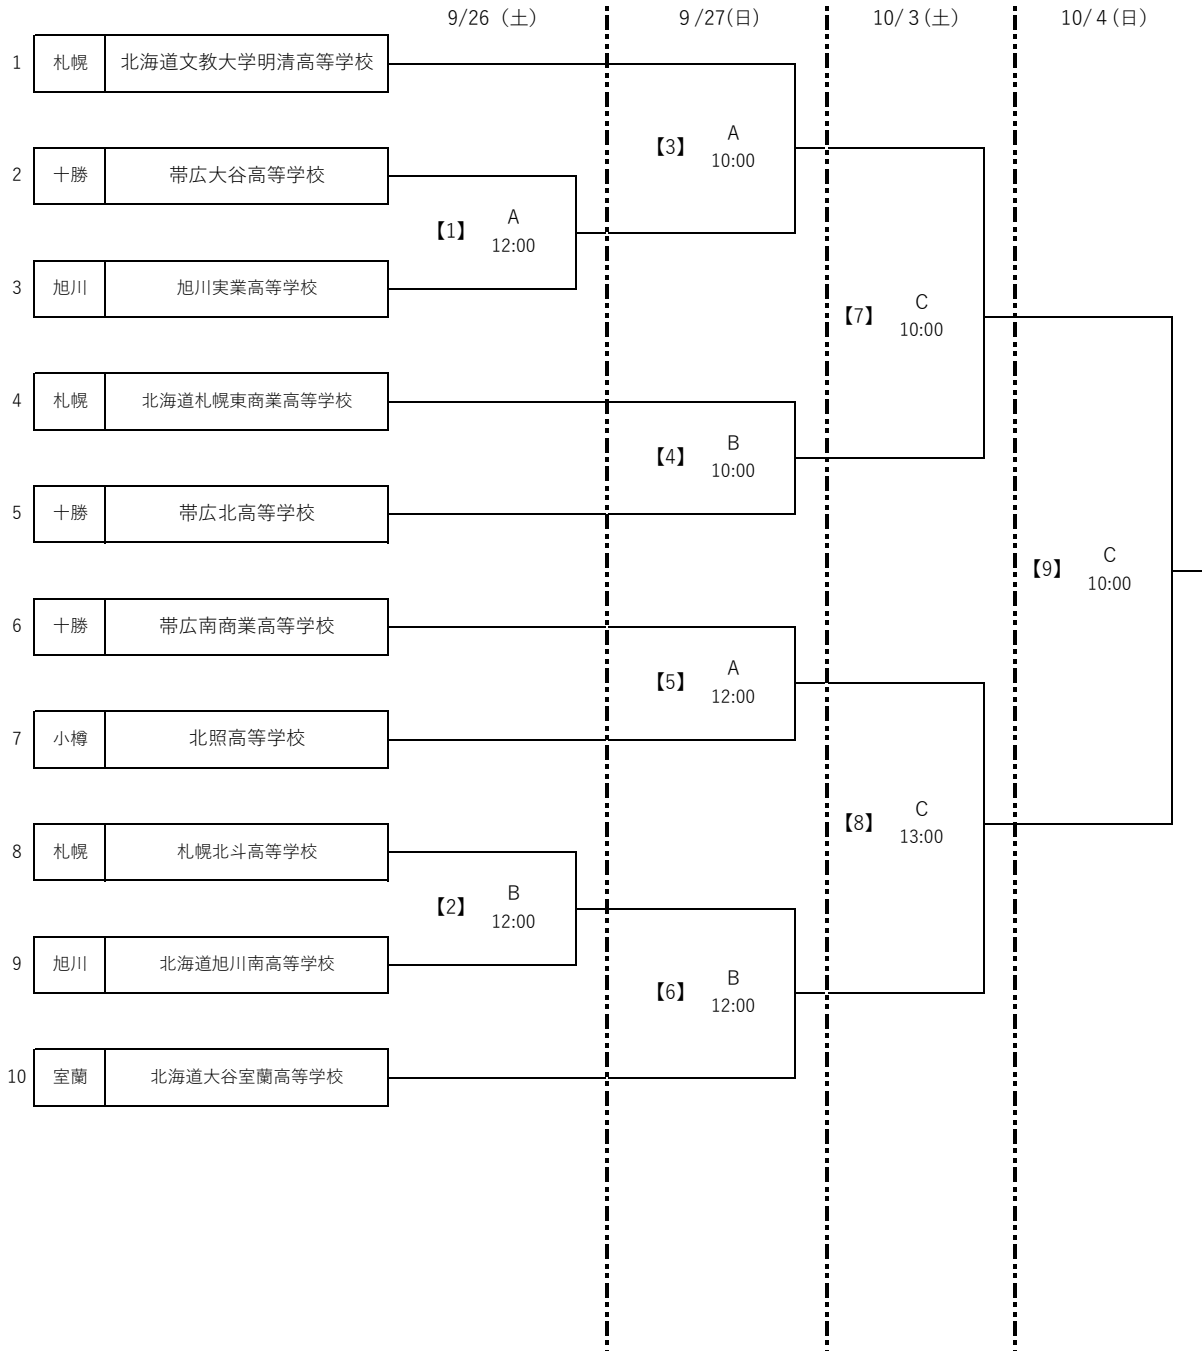 9/26（土） 9/27(日) 10/3(土) 10/4(日)
1 札幌 北海道文教大学明清高等学校
【3】 A
10:00
2 十勝 帯広大谷高等学校
【1】 A
12:00
3 旭川 旭川実業高等学校
【7】 C
10:00
4 札幌 北海道札幌東商業高等学校
【4】 B
10:00
5 十勝 帯広北高等学校
【9】 C
10:00
6 十勝 帯広南商業高等学校
【5】 A
12:00
7 小樽 北照高等学校
【8】 C
13:00
8 札幌 札幌北斗高等学校
【2】 B
12:00
9 旭川 北海道旭川南高等学校
【6】 B
12:00
10 室蘭 北海道大谷室蘭高等学校